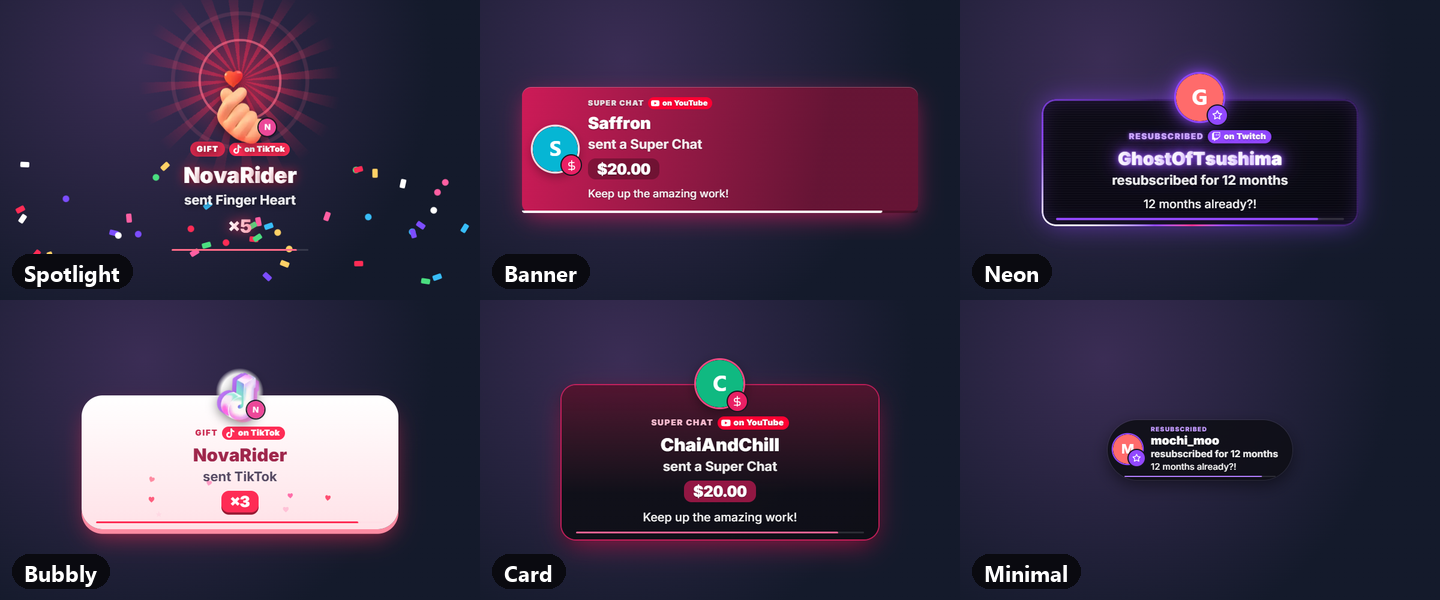 N
GIFT on TikTok
NovaRider
sent Finger Heart
×5
Spotlight
SUPER CHAT on YouTube
S
Saffron
sent a Super Chat
$
$20.00
Keep up the amazing work!
Banner
G
RESUBSCRIBED on Twitch
GhostOfTsushima
resubscribed for 12 months
12 months already?!
Neon
N
GIFT on TikTok
NovaRider
sent TikTok
×3
Bubbly
C
$
SUPER CHAT on YouTube
ChaiAndChill
sent a Super Chat
$20.00
Keep up the amazing work!
Card
RESUBSCRIBED
M
mochi_moo
resubscribed for 12 months
12 months already?!
Minimal